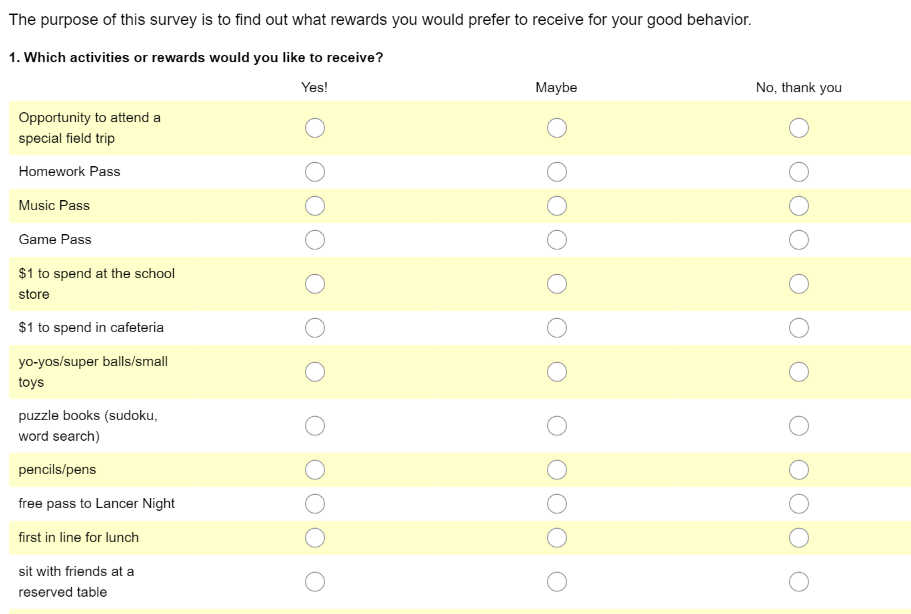 The purpose of this survey is to find out what rewards you would prefer to receive for your good behavior.
1. Which activities or rewards would you like to receive?
Yes! Maybe No, thank you
Opportunity to attend a
special field trip
Homework Pass
Music Pass
Game Pass
$1 to spend at the school
store
$1 to spend in cafeteria
yo-yos/super balls/small
toys
puzzle books (sudoku,
word search)
pencils/pens
free pass to Lancer Night
first in line for lunch
sit with friends at a
reserved table